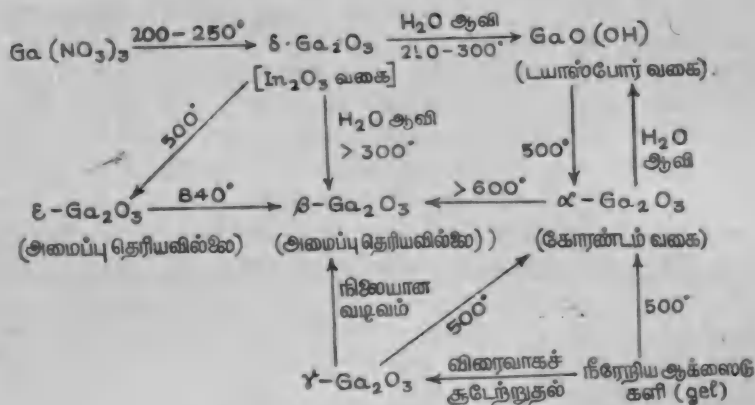 Ga(NO₃)₃ 200-250° δ·Ga₂O₃ H₂O ஆவி 210-300° GaO(OH)
[In₂O₃ வகை] (டயாஸ்போர் வகை).
500° H₂O ஆவி > 300° 500° H₂O ஆவி
ε-Ga₂O₃ 840° β-Ga₂O₃ >600° α-Ga₂O₃
(அமைப்பு தெரியவில்லை) (அமைப்பு தெரியவில்லை)) (கோரண்டம் வகை)
நிலையான வடிவம் 500° 500°
γ-Ga₂O₃ விரைவாகச் சூடேற்றுதல் நீரேறிய ஆக்ஸைடு களி (gel)